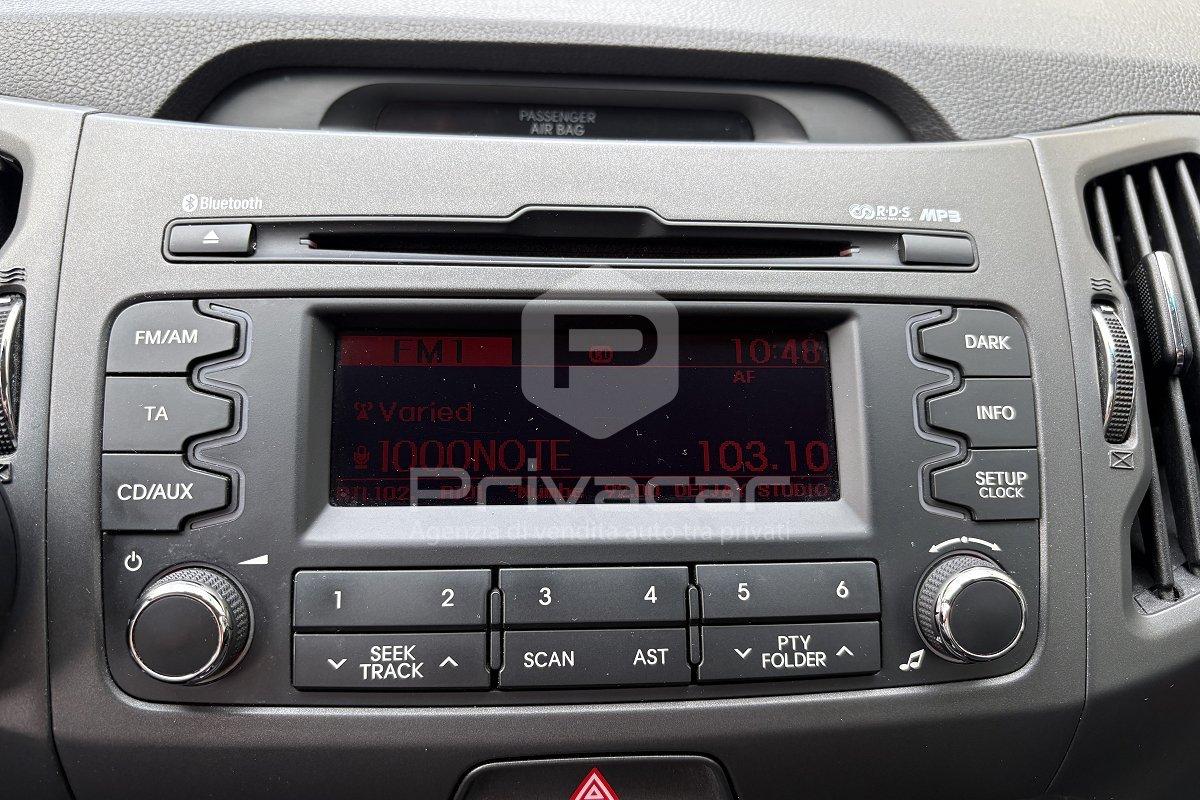 PASSENGER
AIR BAG
Bluetooth
R·D·S MP3
FM/AM
TA
CD/AUX
DARK
INFO
SETUP
CLOCK
FM1 10:48
AF
Varied
1000NOTE 103.10
STUDIO
P
Privacar
Agenzia di vendita auto tra privati
1 2 3 4 5 6
SEEK
TRACK
SCAN AST
PTY
FOLDER